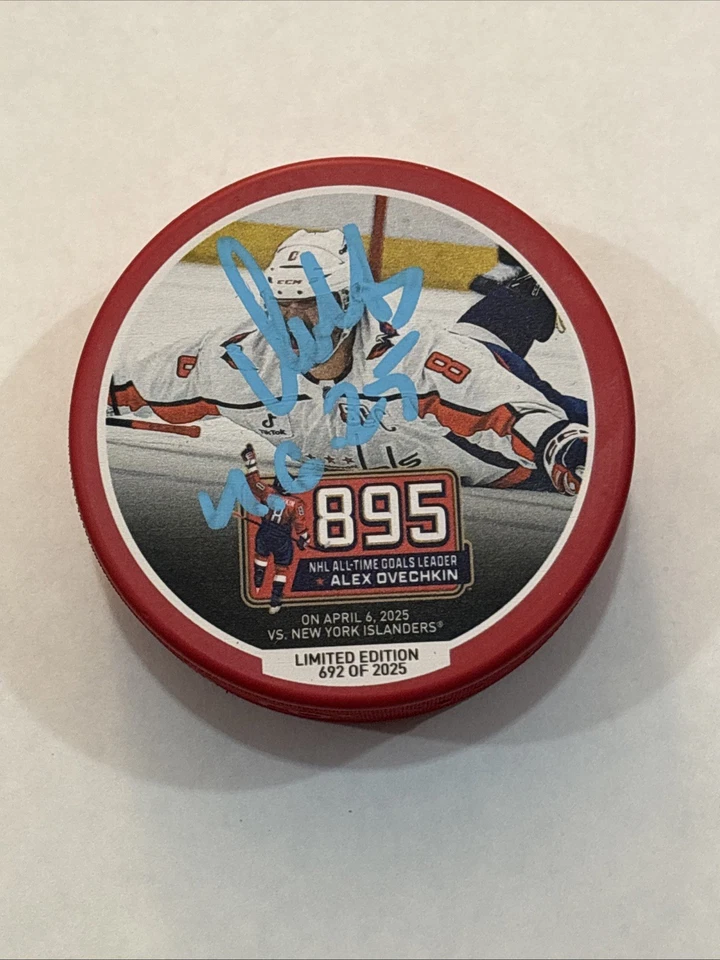 CCM
8
TikTok
895
NHL ALL-TIME GOALS LEADER
★ ALEX OVECHKIN
ON APRIL 6, 2025
VS. NEW YORK ISLANDERS®
LIMITED EDITION
692 OF 2025